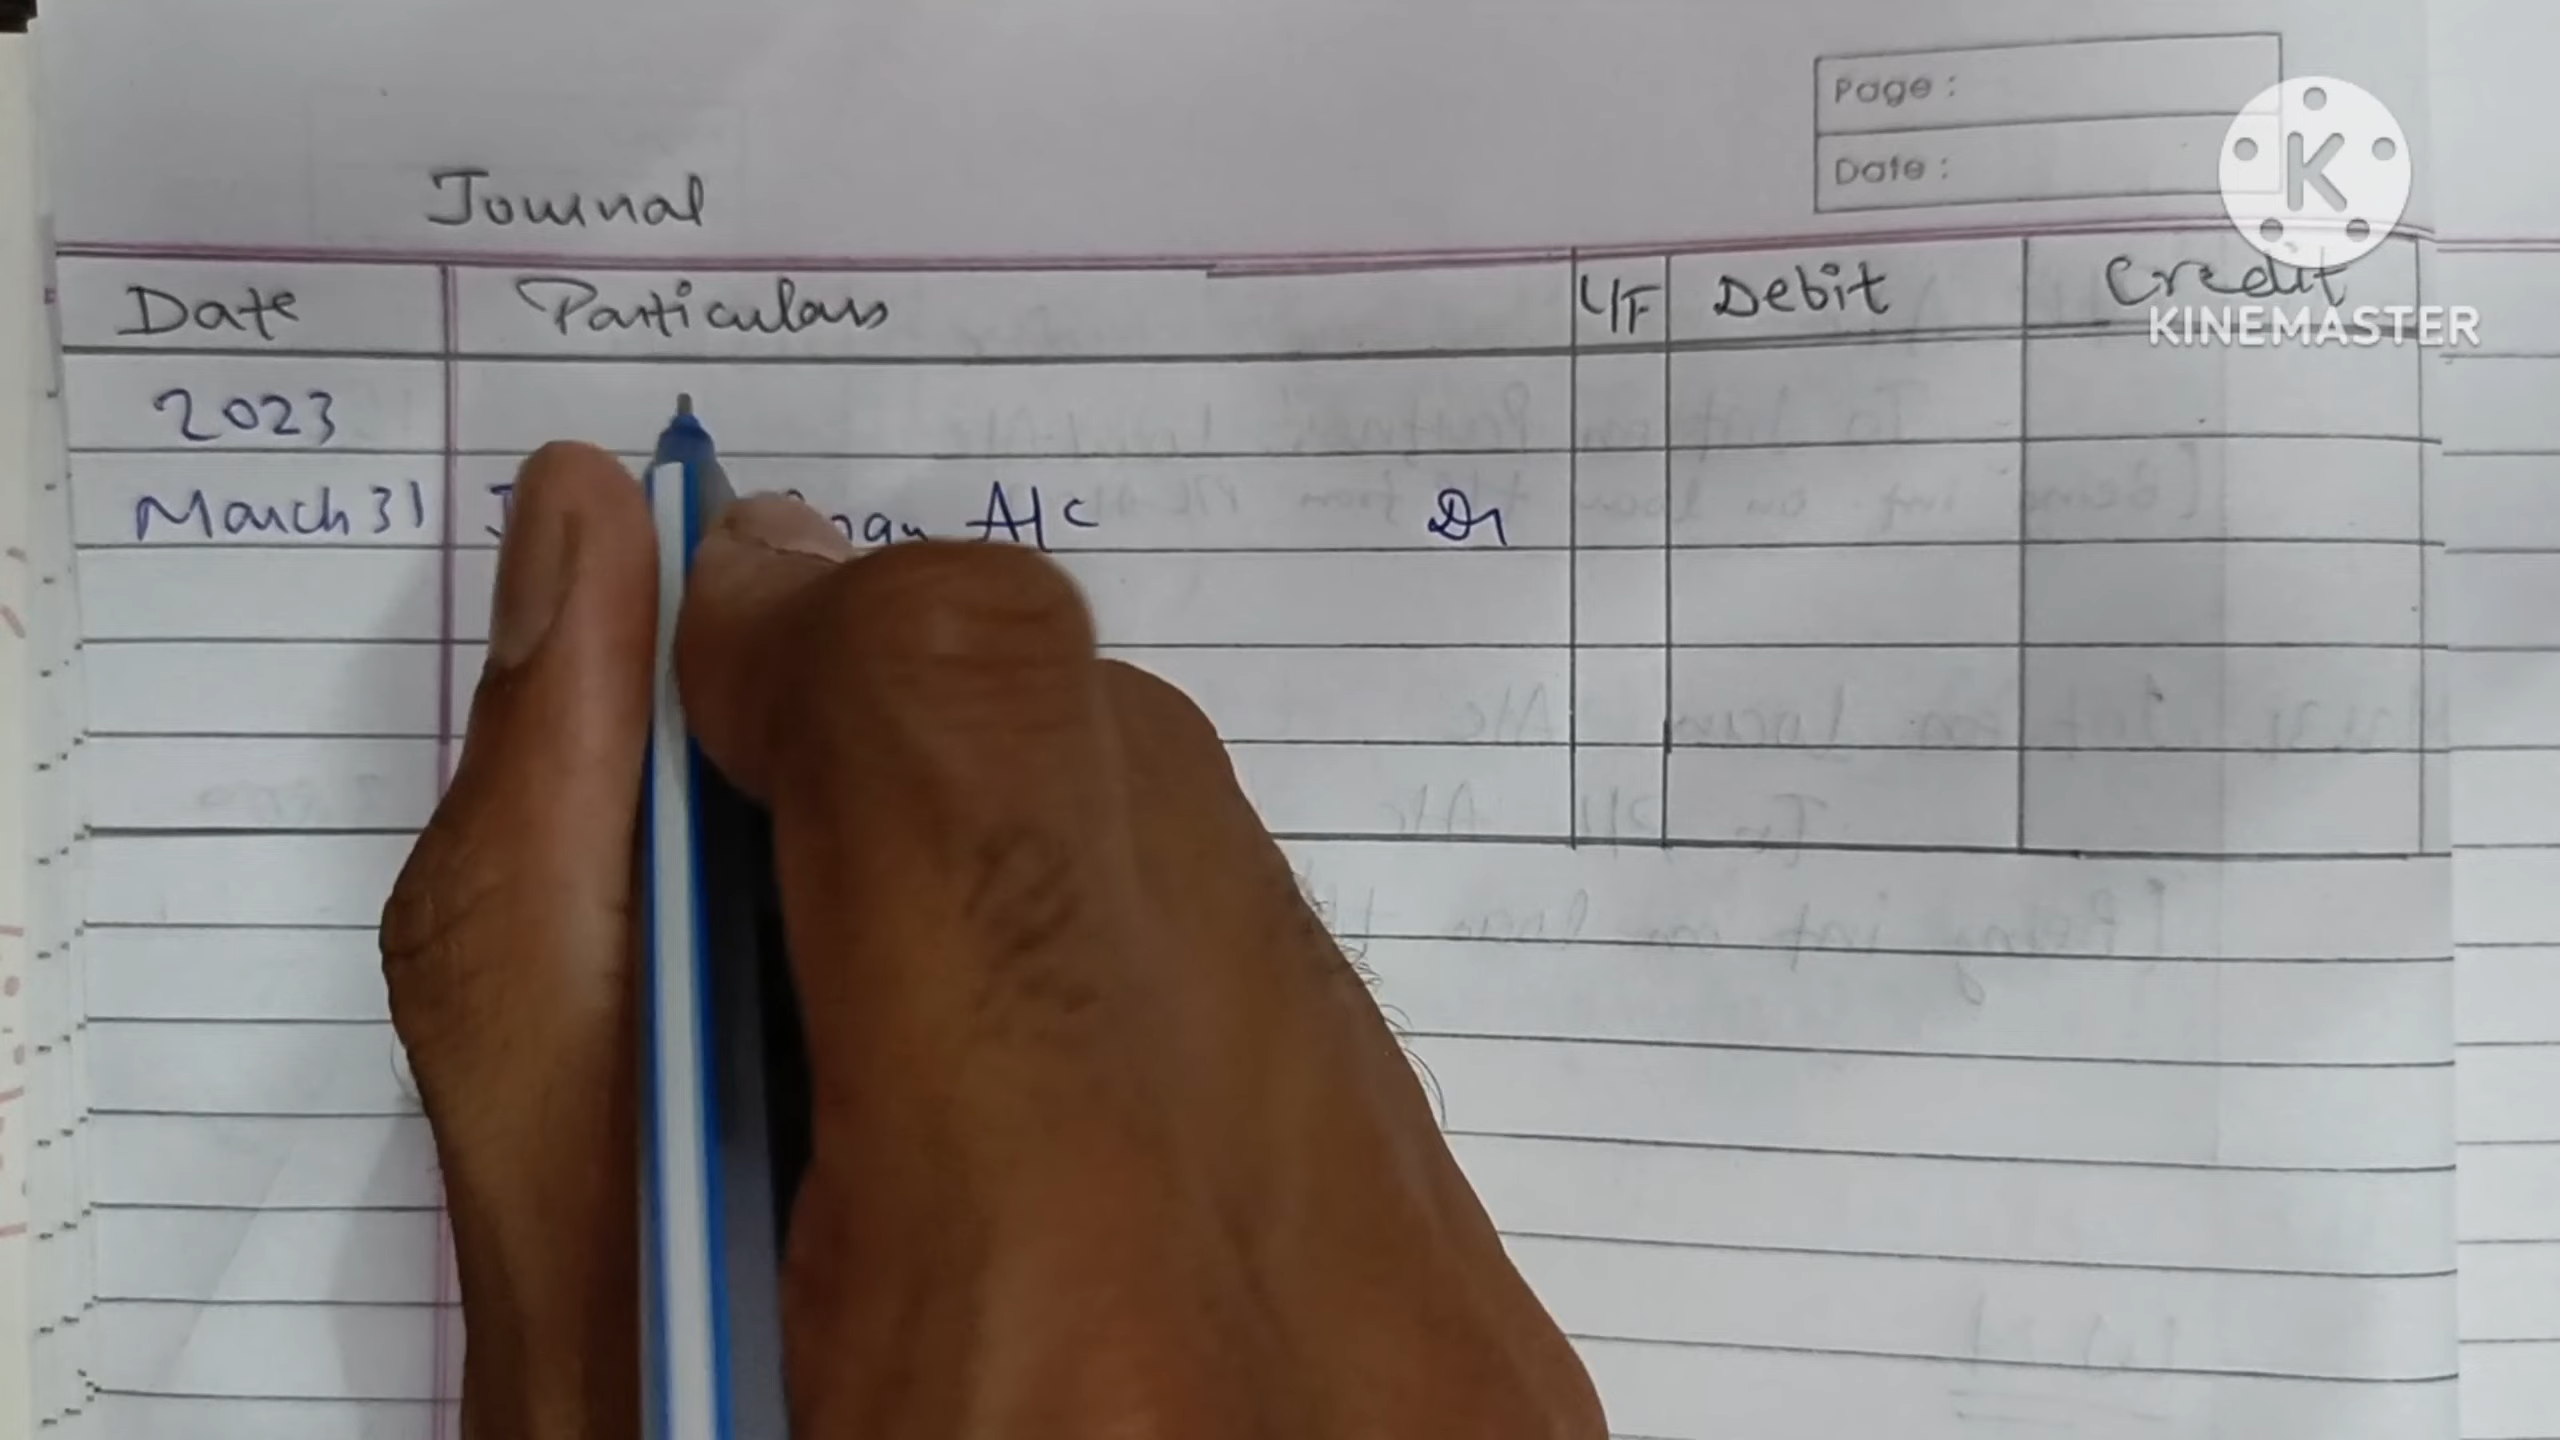 Page :
Date :
K
KINEMASTER
Journal
Date Particulars L/F Debit Credit
2023
March 31 A/c Dr